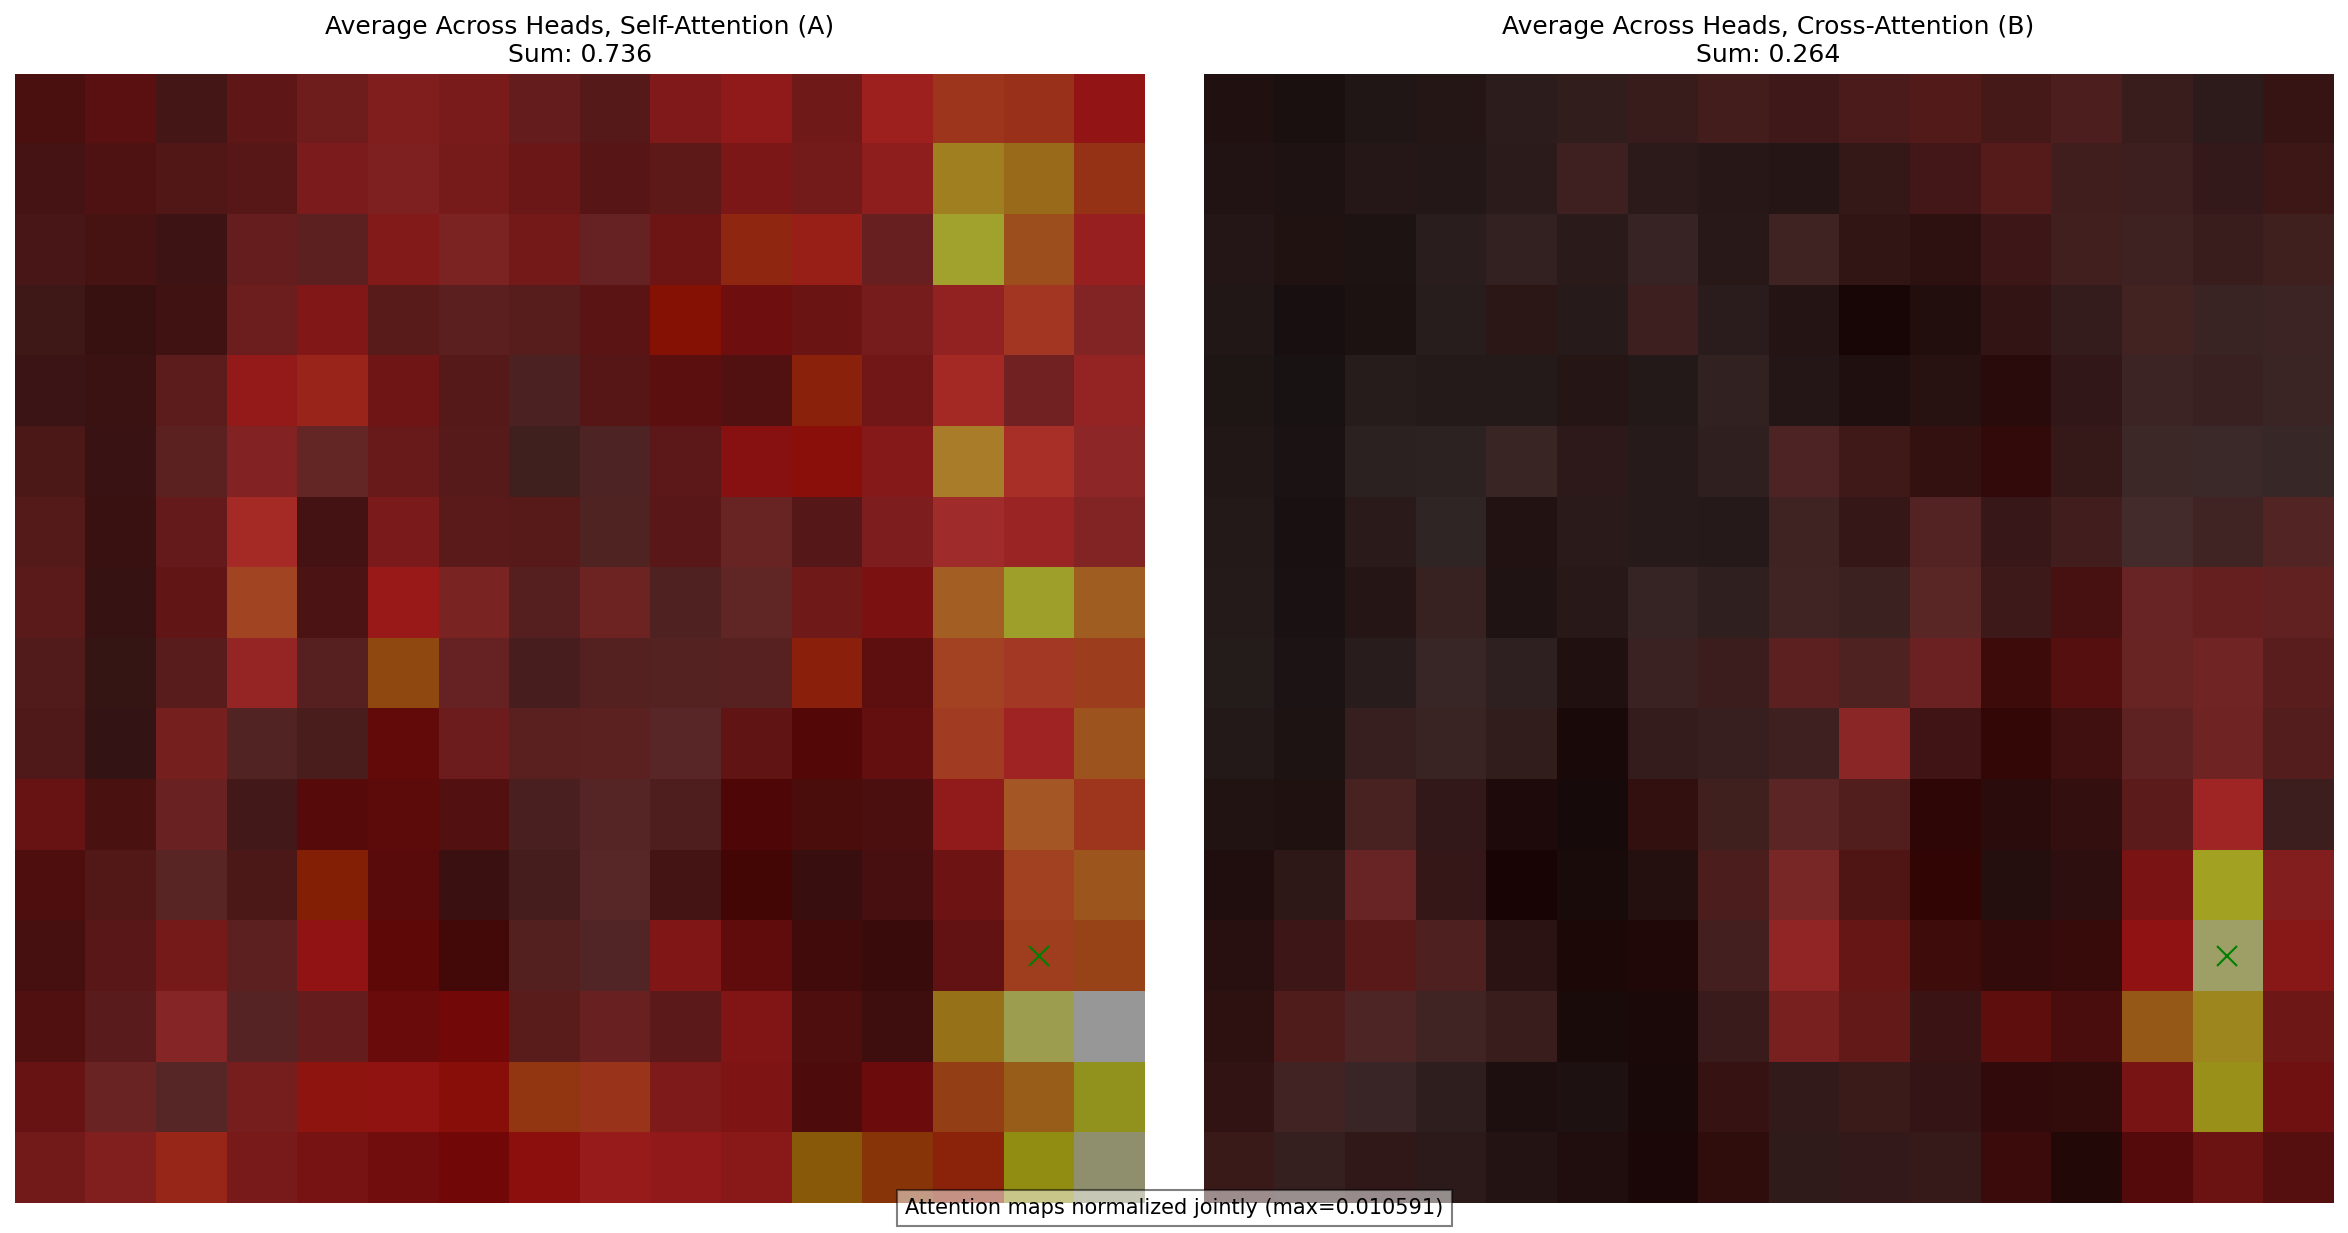 Average Across Heads, Self-Attention (A)
Sum: 0.736
Average Across Heads, Cross-Attention (B)
Sum: 0.264
Attention maps normalized jointly (max=0.010591)